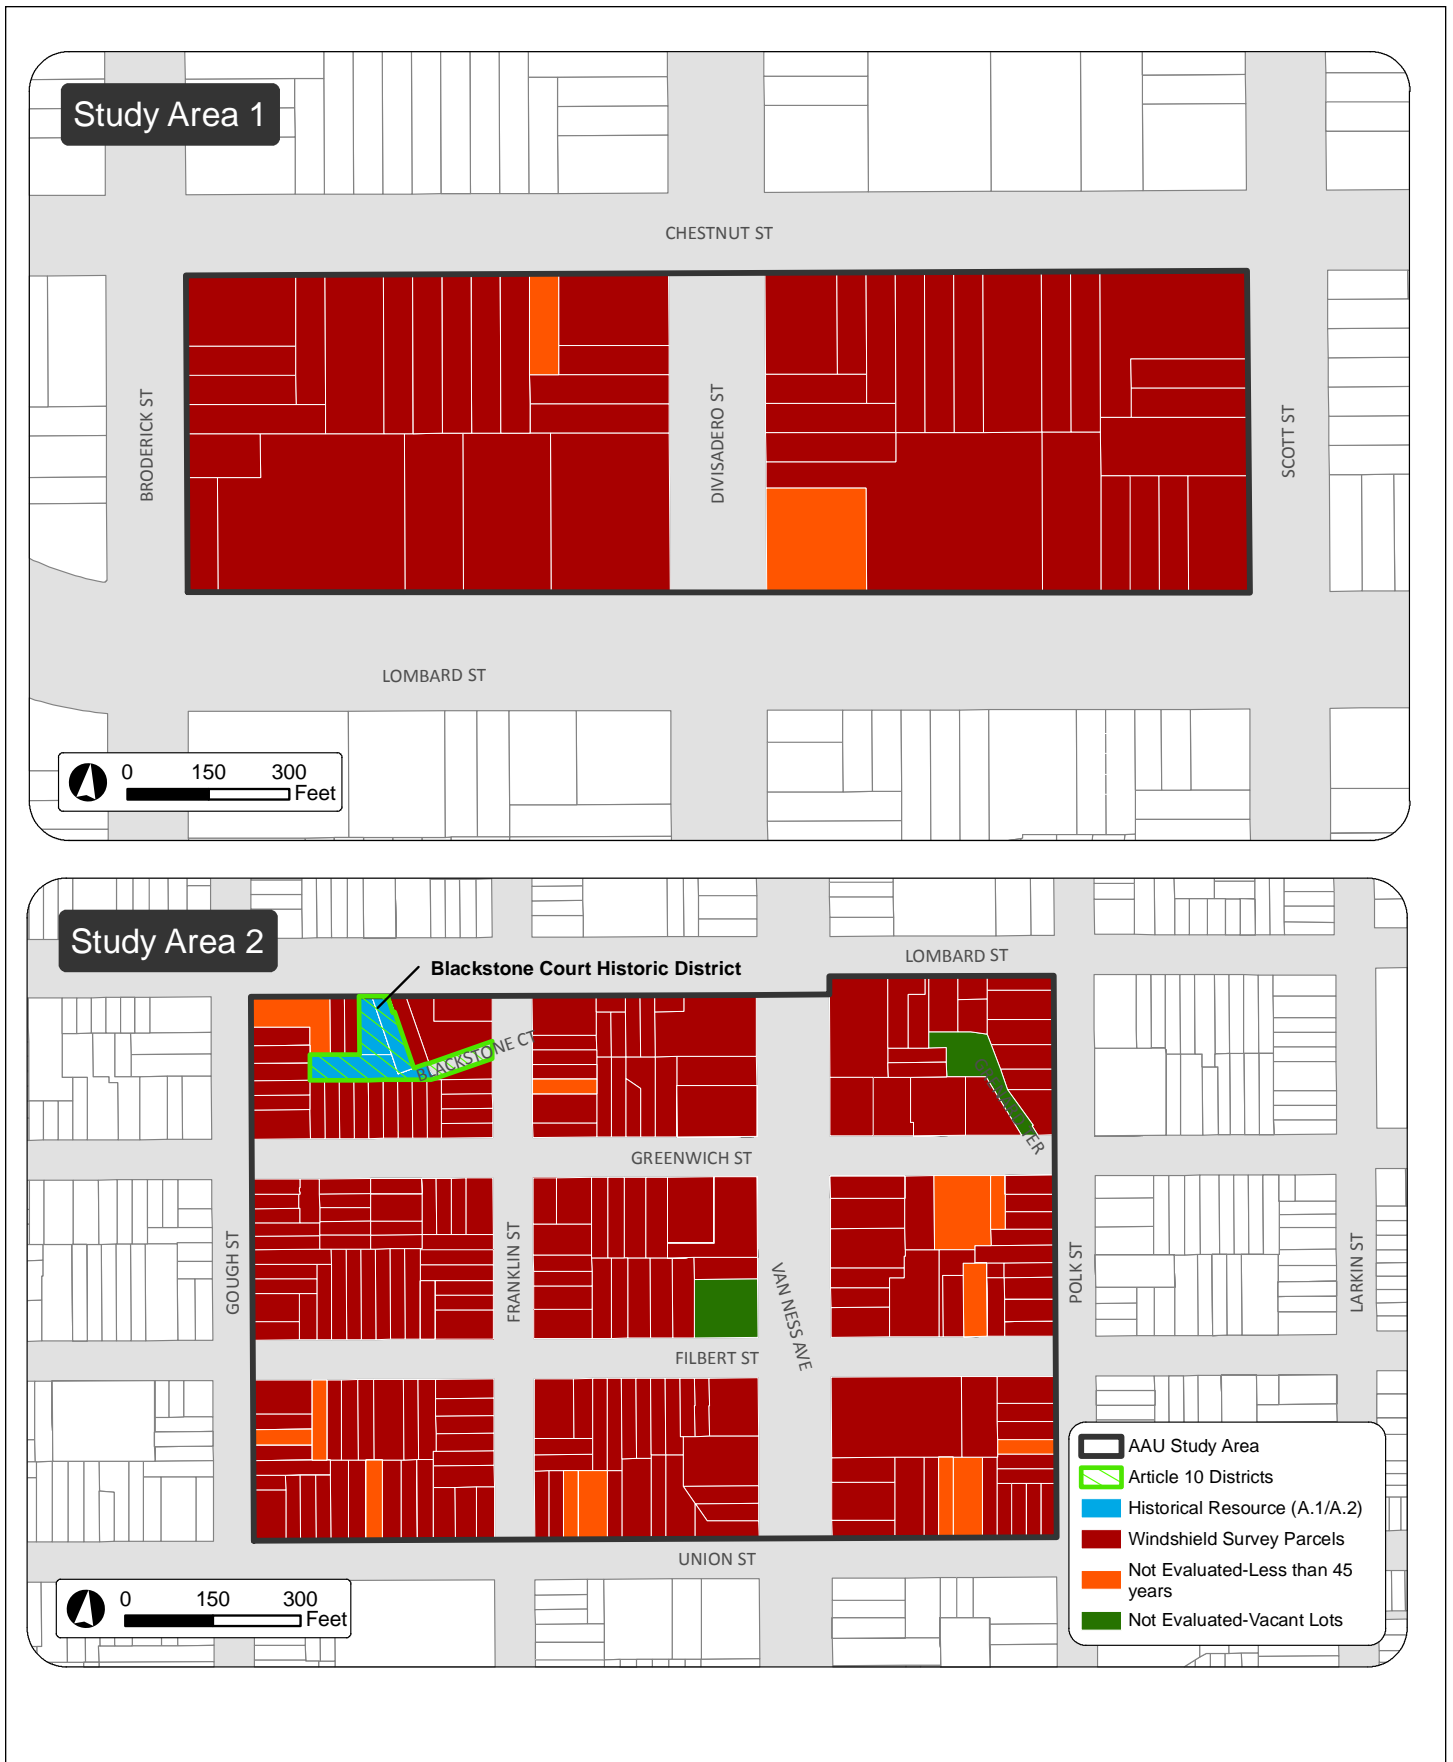 Study Area 1
CHESTNUT ST
BRODERICK ST
DIVISADERO ST
SCOTT ST
LOMBARD ST
0 150 300
Feet
Study Area 2
LOMBARD ST
Blackstone Court Historic District
BLACKSTONE CT
GREENWICH ST
GOUGH ST
FRANKLIN ST
VAN NESS AVE
POLK ST
LARKIN ST
FILBERT ST
UNION ST
AAU Study Area
Article 10 Districts
Historical Resource (A.1/A.2)
Windshield Survey Parcels
Not Evaluated-Less than 45
years
Not Evaluated-Vacant Lots
0 150 300
Feet